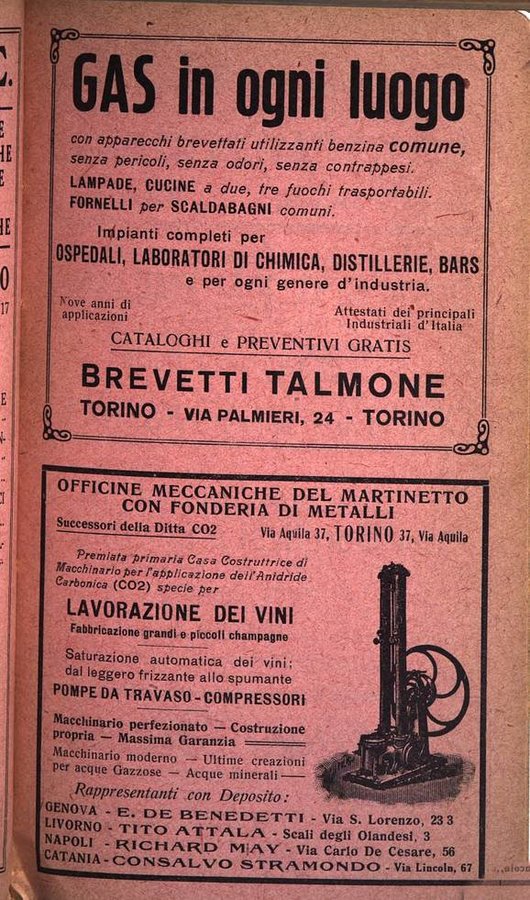 GAS in ogni luogo
con apparecchi brevettati utilizzanti benzina comune,
senza pericoli, senza odori, senza contrappesi.
LAMPADE, CUCINE a due, tre fuochi trasportabili.
FORNELLI per SCALDABAGNI comuni.
Impianti completi per
OSPEDALI, LABORATORI DI CHIMICA, DISTILLERIE, BARS
e per ogni genere d'industria.
Nove anni di
applicazioni
Attestati dei principali
Industriali d'Italia
CATALOGHI e PREVENTIVI GRATIS
BREVETTI TALMONE
TORINO - VIA PALMIERI, 24 - TORINO
OFFICINE MECCANICHE DEL MARTINETTO
CON FONDERIA DI METALLI
Successori della Ditta CO2
Via Aquila 37, TORINO 37, Via Aquila
Premiata primaria Casa Costruttrice di
Macchinario per l'applicazione dell'Anidride
Carbonica (CO2) specie per
LAVORAZIONE DEI VINI
Fabbricazione grandi e piccoli champagne
Saturazione automatica dei vini;
dal leggero frizzante allo spumante
POMPE DA TRAVASO - COMPRESSORI
Macchinario perfezionato — Costruzione
propria — Massima Garanzia
Macchinario moderno — Ultime creazioni
per acque Gazzose — Acque minerali —
Rappresentanti con Deposito:
GENOVA - E. DE BENEDETTI - Via S. Lorenzo, 23 3
LIVORNO - TITO ATTALA - Scali degli Olandesi, 3
NAPOLI - RICHARD MAY - Via Carlo De Cesare, 56
CATANIA - CONSALVO STRAMONDO - Via Lincoln, 67